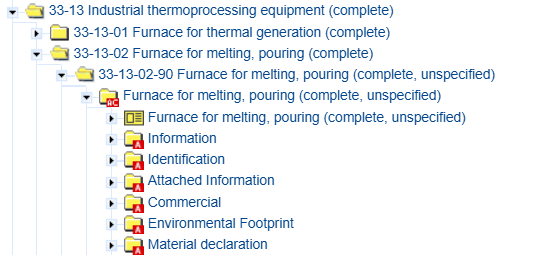 33-13 Industrial thermoprocessing equipment (complete)
33-13-01 Furnace for thermal generation (complete)
33-13-02 Furnace for melting, pouring (complete)
33-13-02-90 Furnace for melting, pouring (complete, unspecified)
AC Furnace for melting, pouring (complete, unspecified)
Furnace for melting, pouring (complete, unspecified)
A Information
A Identification
A Attached Information
A Commercial
A Environmental Footprint
A Material declaration